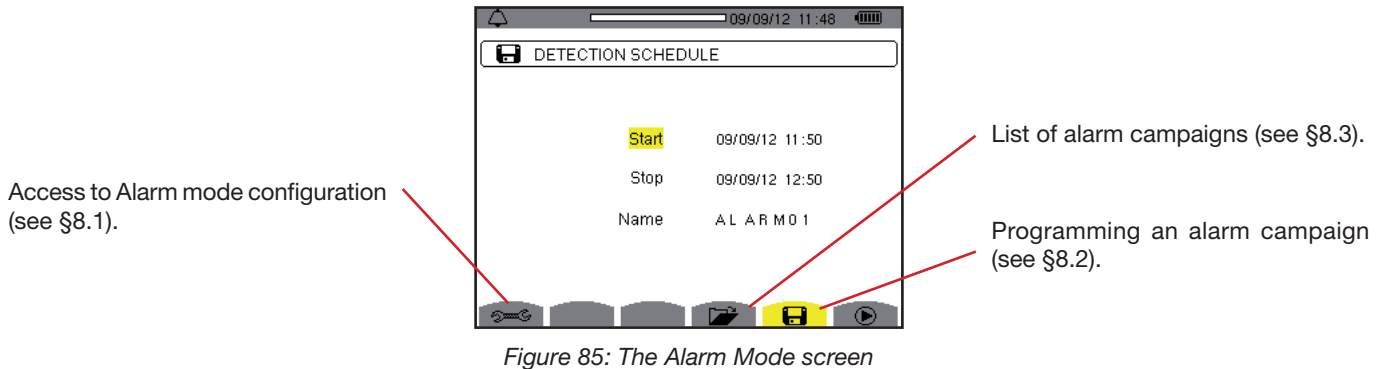 09/09/12 11:48
DETECTION SCHEDULE
Start 09/09/12 11:50
Stop 09/09/12 12:50
Name ALARM01
Access to Alarm mode configuration
(see §8.1).
List of alarm campaigns (see §8.3).
Programming an alarm campaign
(see §8.2).
Figure 85: The Alarm Mode screen